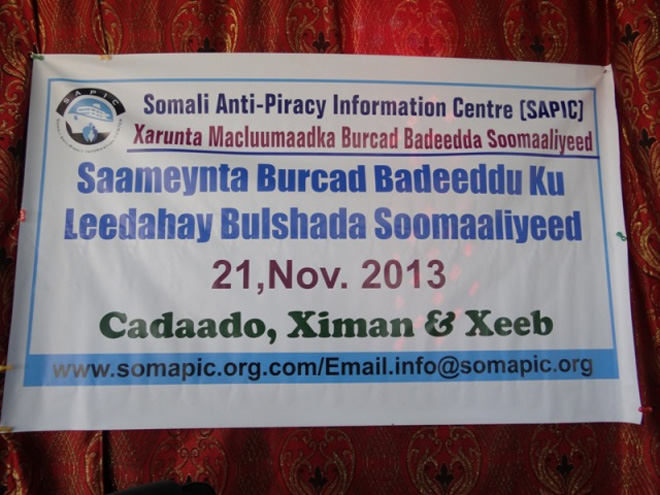 SAPIC
Somali Anti-Piracy Information Centre [SAPIC]
Xarunta Macluumaadka Burcad Badeedda Soomaaliyeed
Saameynta Burcad Badeeddu Ku
Leedahay Bulshada Soomaaliyeed
21,Nov. 2013
Cadaado, Ximan & Xeeb
www.somapic.org.com/Email.info@somapic.org